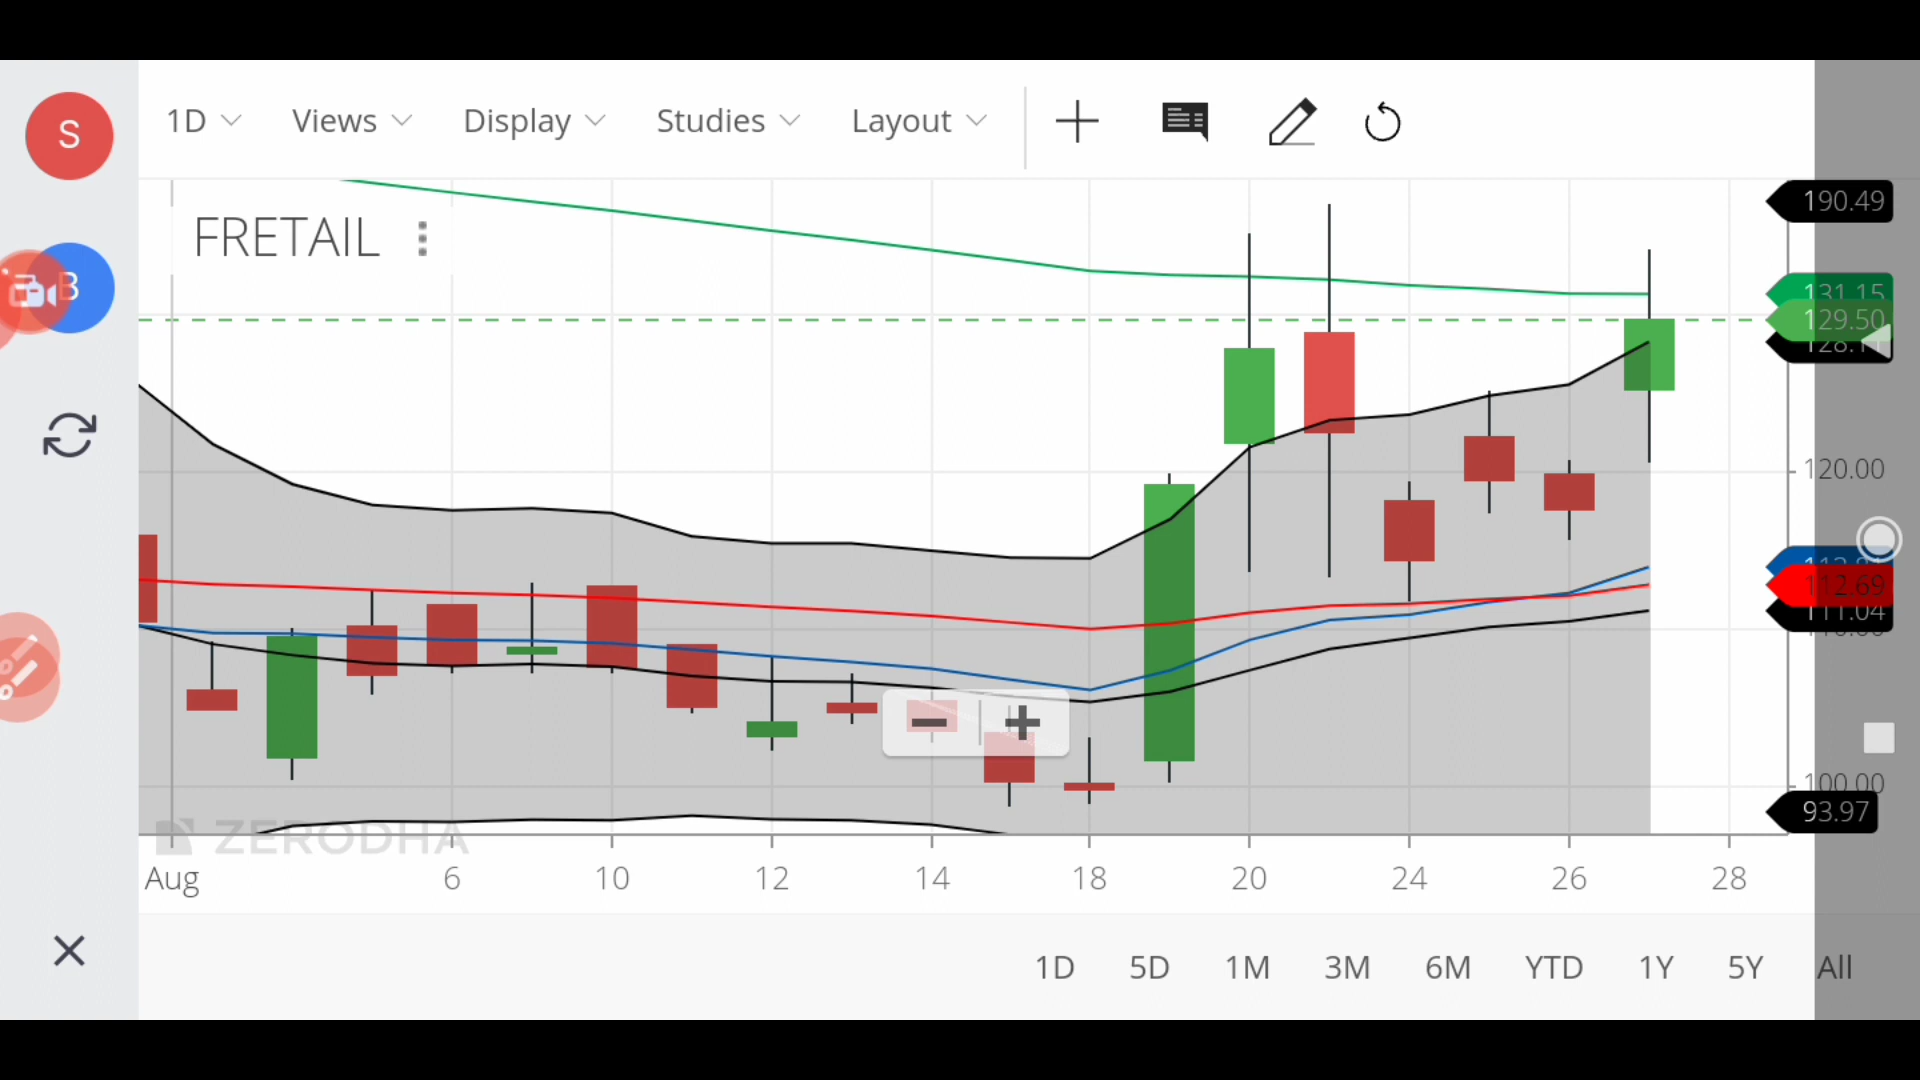 S
1D Views Display Studies Layout
FRETAIL
B
190.49
131.15
129.50
120.00
112.69
111.04
100.00
93.97
ZERODHA
Aug 6 10 12 14 18 20 24 26 28
1D 5D 1M 3M 6M YTD 1Y 5Y All